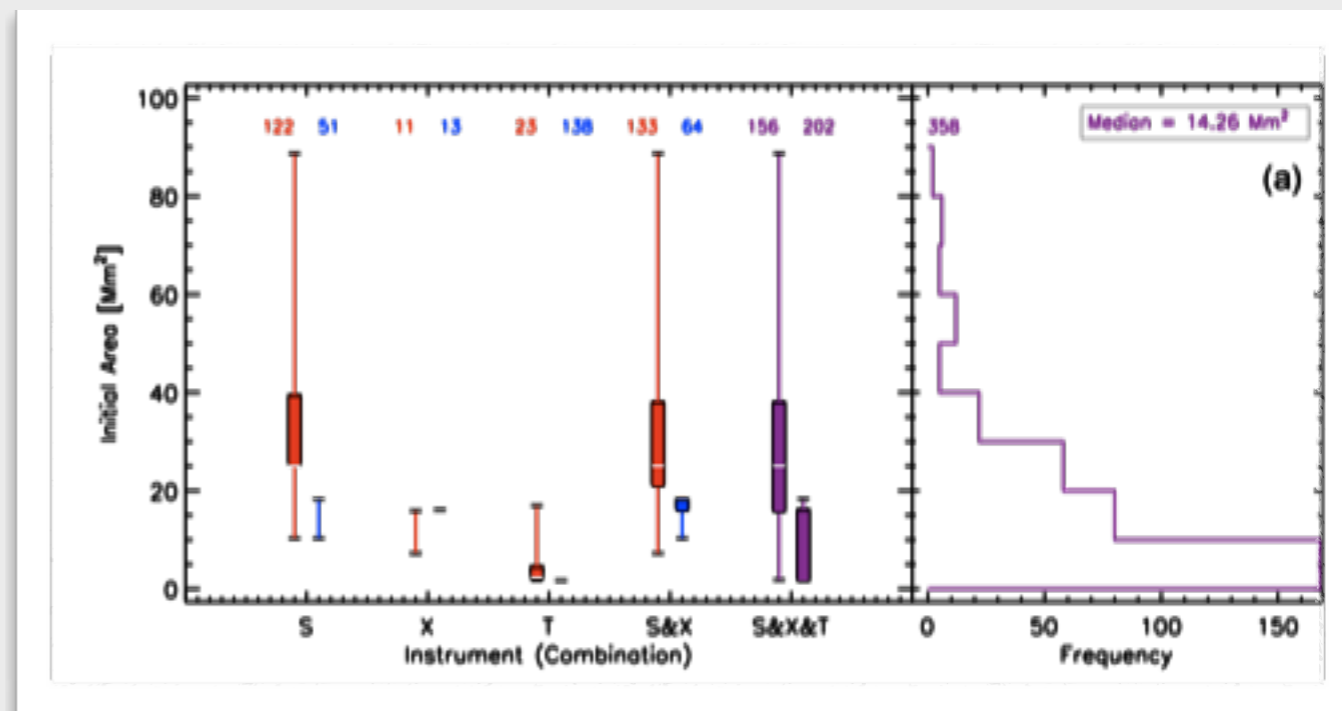 100
122 51 11 13 23 138 133 64 156 202
358
Median = 14.26 Mm²
(a)
80
60
40
20
0
Initial Area [Mm²]
S X T S&X S&X&T
Instrument (Combination)
0 50 100 150
Frequency